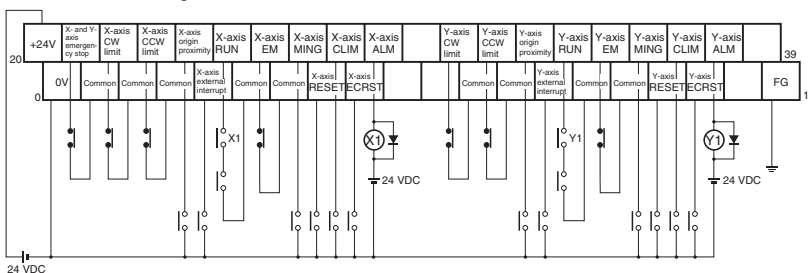 +24V
X- and Y-
axis
emergen-
cy stop
X-axis
CW
limit
X-axis
CCW
limit
X-axis
origin
proximity
X-axis
RUN
X-axis
EM
X-axis
MING
X-axis
CLIM
X-axis
ALM
Y-axis
CW
limit
Y-axis
CCW
limit
Y-axis
origin
proximity
Y-axis
RUN
Y-axis
EM
Y-axis
MING
Y-axis
CLIM
Y-axis
ALM
20
39
0V
Common
Common
Common
X-axis
external
interrupt
Common
Common
X-axis
RESET
X-axis
ECRST
Common
Common
Y-axis
external
interrupt
Common
Common
Y-axis
RESET
Y-axis
ECRST
FG
0
1
X1
X1
Y1
Y1
24 VDC
24 VDC
24 VDC